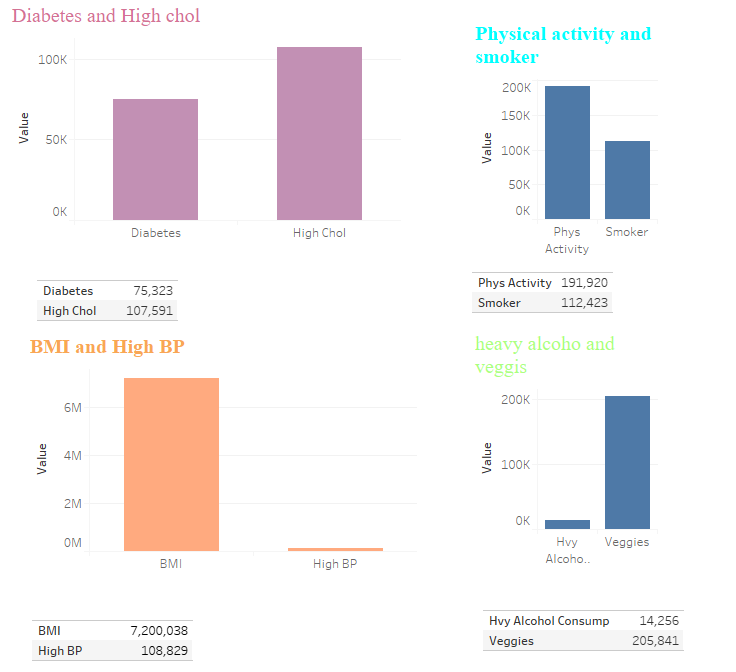 Diabetes and High chol
100K
50K
0K
Value
Diabetes
High Chol
Diabetes 75,323
High Chol 107,591
Physical activity and
smoker
200K
150K
100K
50K
0K
Value
Phys
Activity
Smoker
Phys Activity 191,920
Smoker 112,423
BMI and High BP
6M
4M
2M
0M
Value
BMI
High BP
BMI 7,200,038
High BP 108,829
heavy alcoho and
veggis
200K
100K
0K
Value
Hvy
Alcoho..
Veggies
Hvy Alcohol Consump 14,256
Veggies 205,841